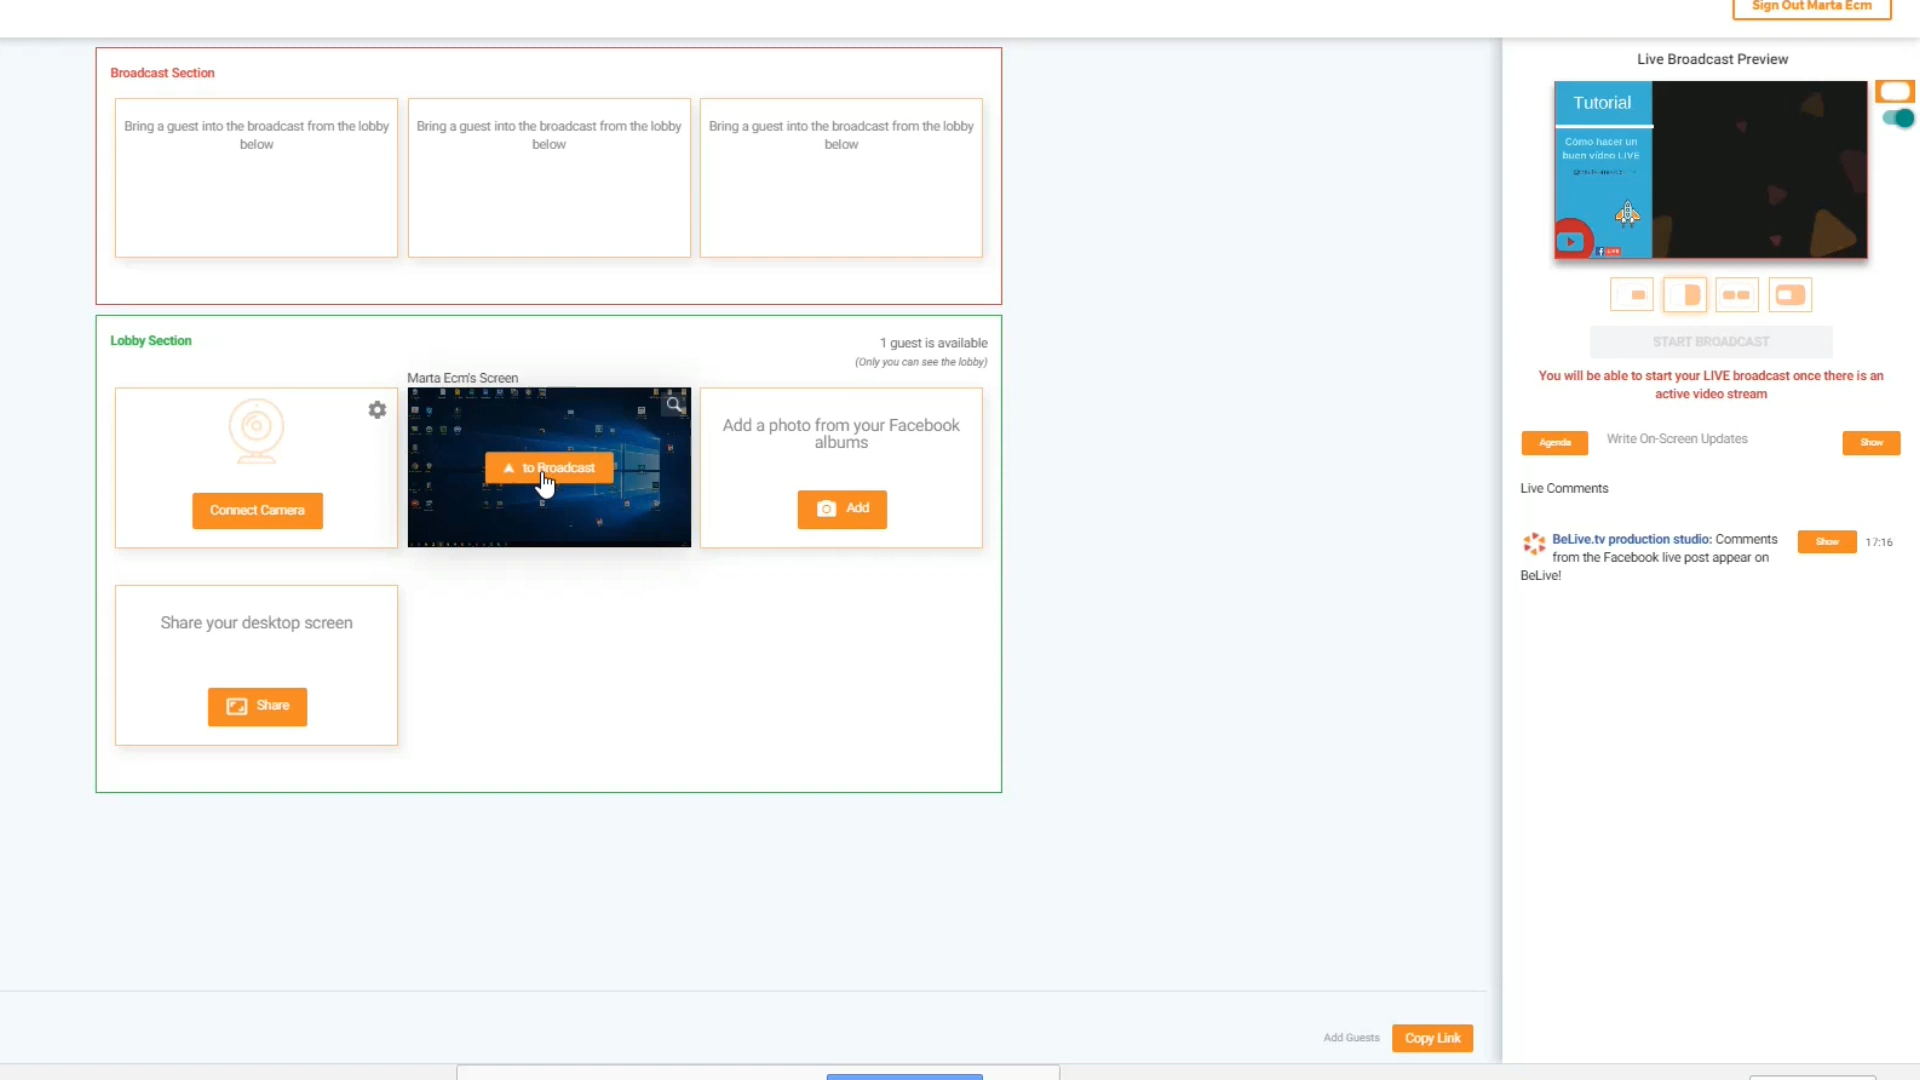 Sign Out Marta Ecm
Broadcast Section
Bring a guest into the broadcast from the lobby
below
Bring a guest into the broadcast from the lobby
below
Bring a guest into the broadcast from the lobby
below
Lobby Section
1 guest is available
(Only you can see the lobby)
Marta Ecm's Screen
to Broadcast
Connect Camera
Add a photo from your Facebook
albums
Add
Share your desktop screen
Share
Add Guests
Copy Link
Live Broadcast Preview
Tutorial
Cómo hacer un
buen vídeo LIVE
LIVE
START BROADCAST
You will be able to start your LIVE broadcast once there is an
active video stream
Agenda
Write On-Screen Updates
Show
Live Comments
BeLive.tv production studio: Comments
from the Facebook live post appear on
BeLive!
Show
17:16